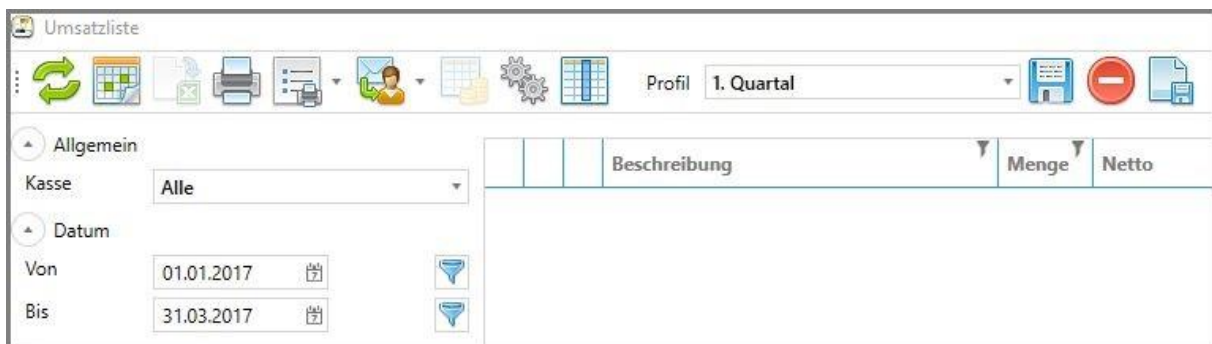 Umsatzliste
Profil 1. Quartal
Allgemein
Kasse Alle
Datum
Von 01.01.2017
Bis 31.03.2017
Beschreibung Menge Netto